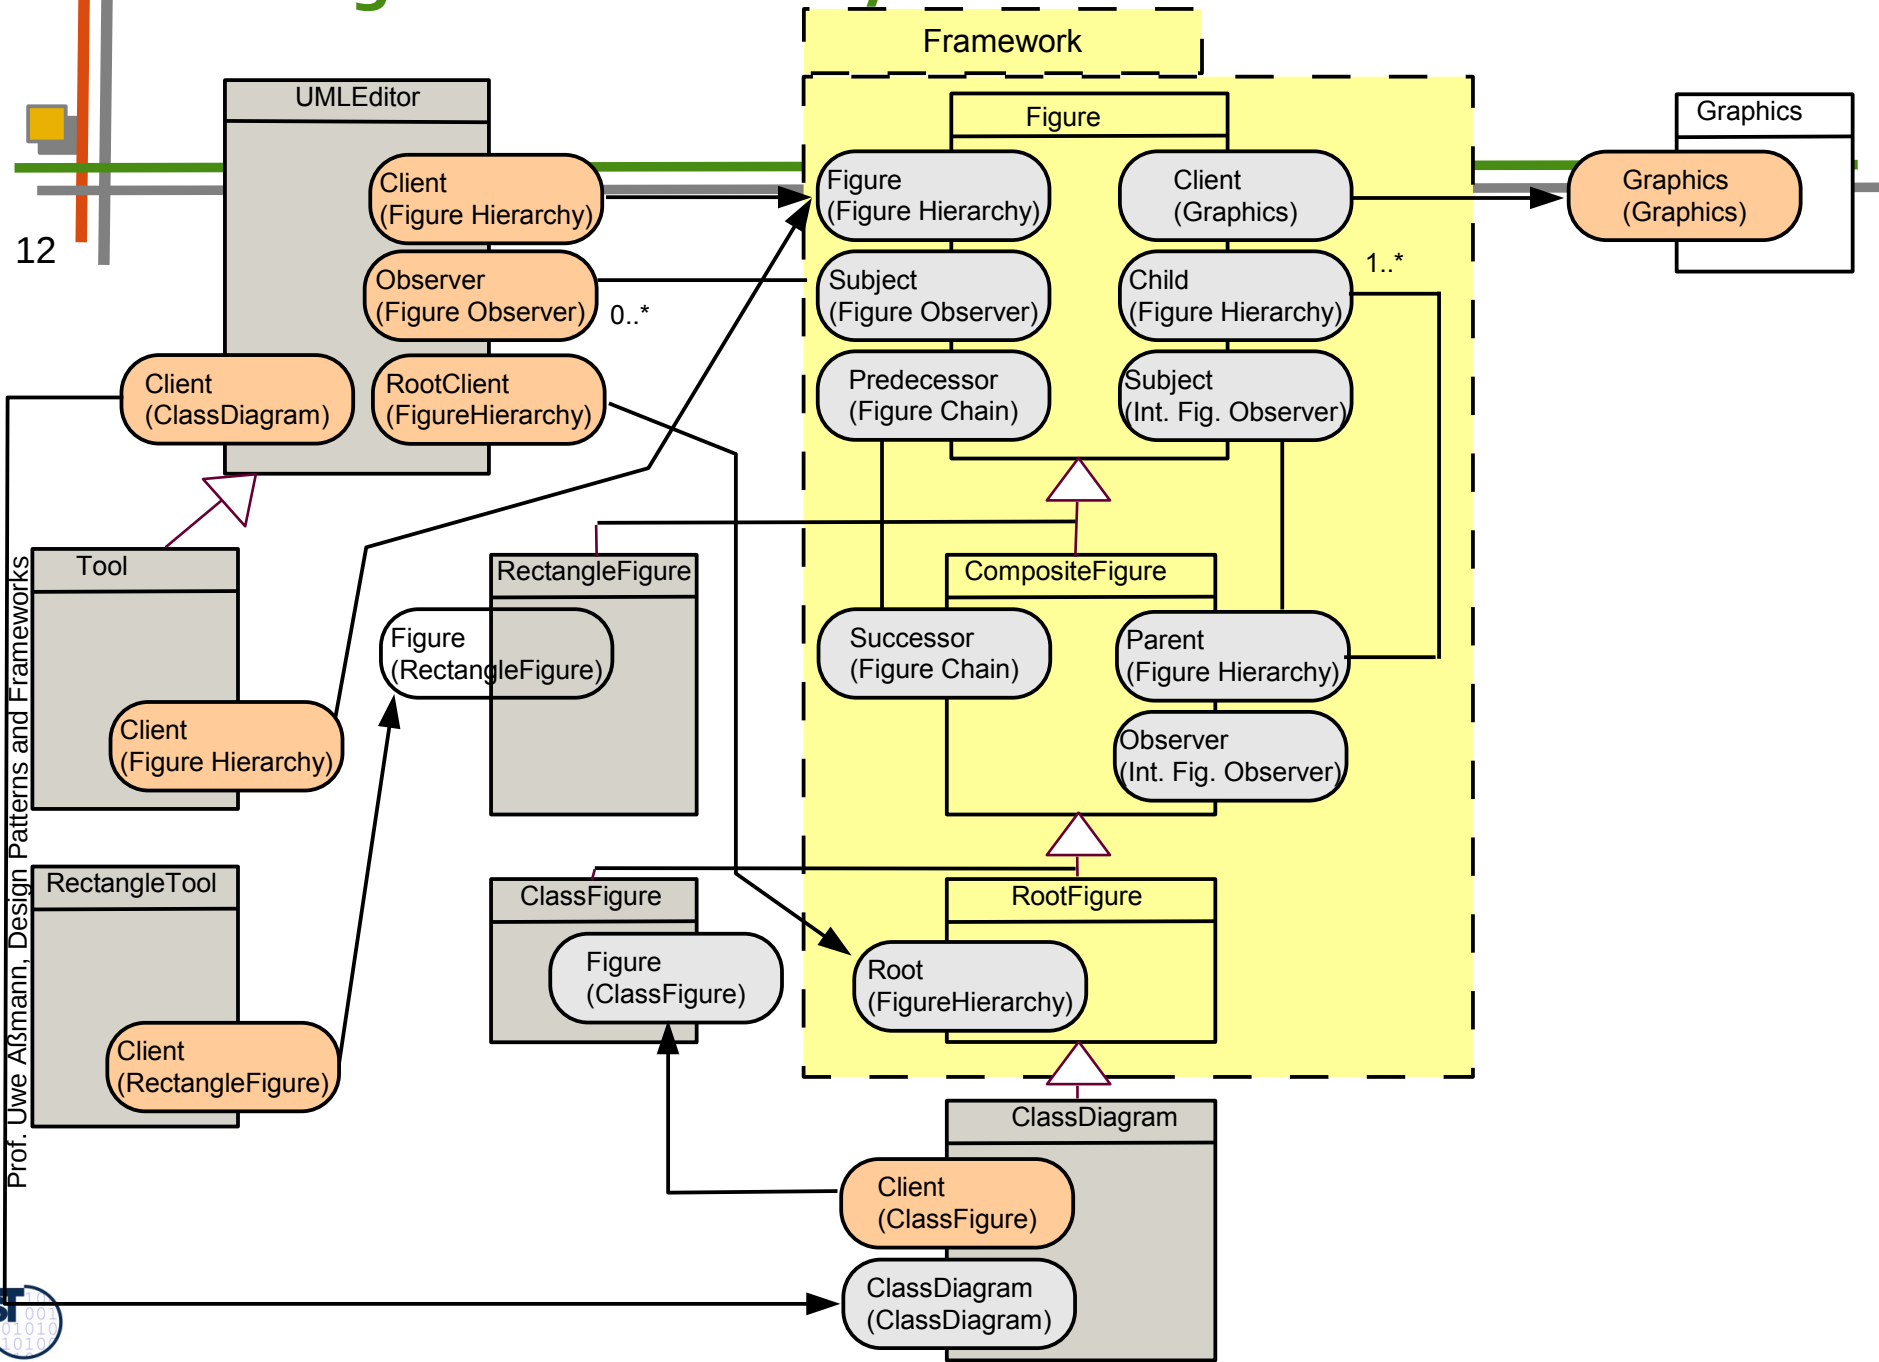 Framework
UMLEditor
Figure
Graphics
Client
(Figure Hierarchy)
Figure
(Figure Hierarchy)
Client
(Graphics)
Graphics
(Graphics)
12
Observer
(Figure Observer)
0..*
Subject
(Figure Observer)
Child
(Figure Hierarchy)
1..*
Client
(ClassDiagram)
RootClient
(FigureHierarchy)
Predecessor
(Figure Chain)
Subject
(Int. Fig. Observer)
Tool
RectangleFigure
CompositeFigure
Figure
(RectangleFigure)
Successor
(Figure Chain)
Parent
(Figure Hierarchy)
Client
(Figure Hierarchy)
Observer
(Int. Fig. Observer)
RectangleTool
ClassFigure
RootFigure
Figure
(ClassFigure)
Root
(FigureHierarchy)
Client
(RectangleFigure)
ClassDiagram
Client
(ClassFigure)
ClassDiagram
(ClassDiagram)
Prof. Uwe Aßmann, Design Patterns and Frameworks